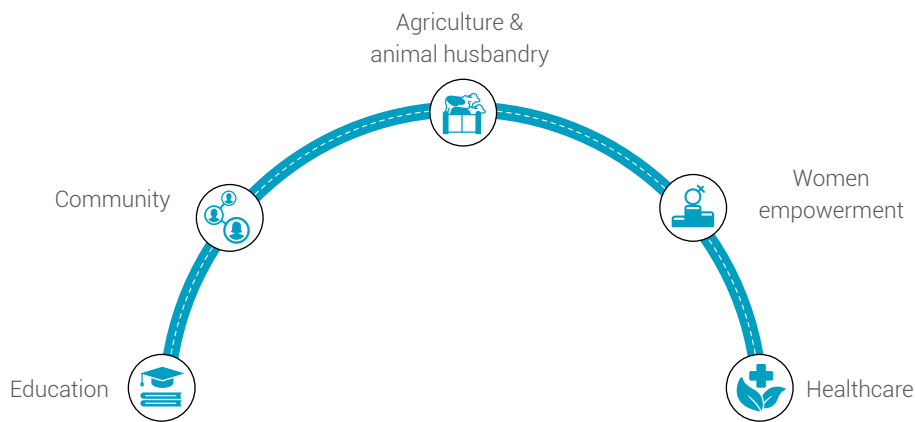 Agriculture &
animal husbandry
Community
Women
empowerment
Education
Healthcare